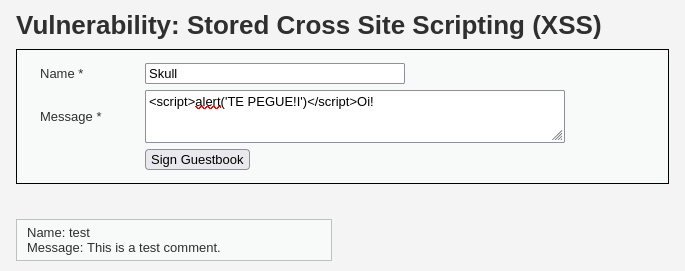 Vulnerability: Stored Cross Site Scripting (XSS)
Name *
Skull
Message *
<script>alert('TE PEGUE!I')</script>Oi!
Sign Guestbook
Name: test
Message: This is a test comment.